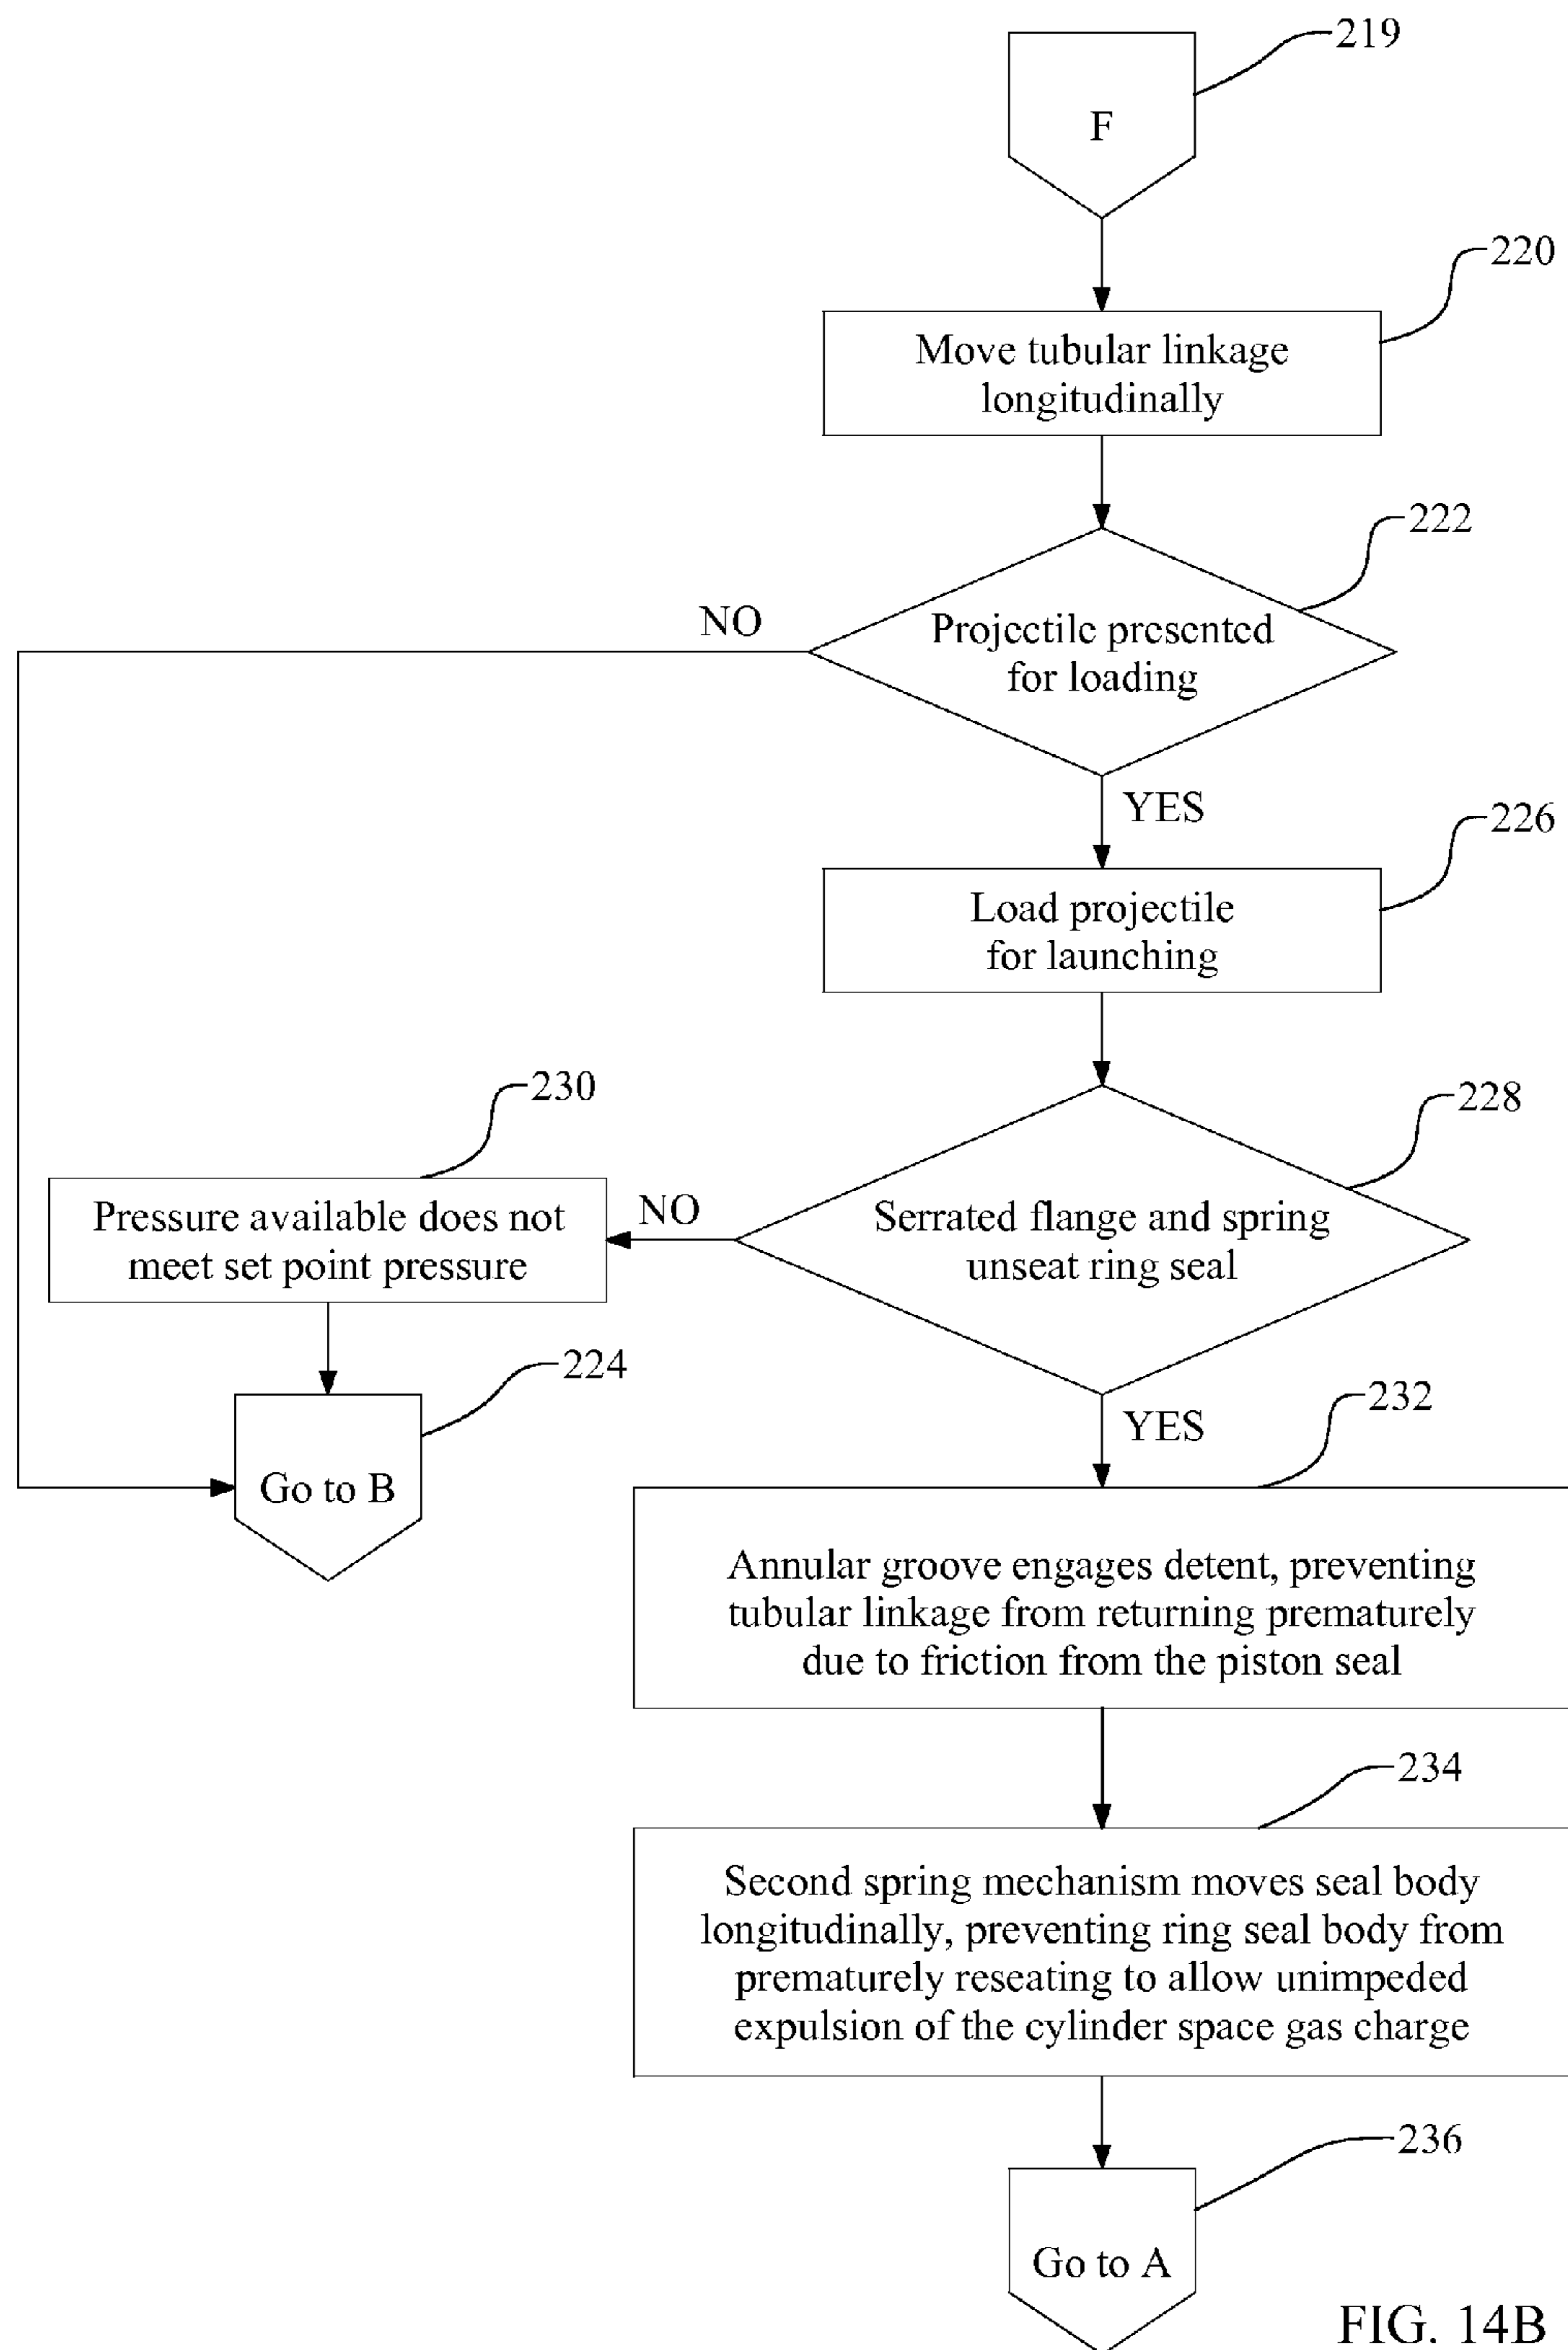 219
F
220
Move tubular linkage
longitudinally
222
NO
Projectile presented
for loading
YES
226
Load projectile
for launching
230
228
Pressure available does not
meet set point pressure
NO
Serrated flange and spring
unseat ring seal
224
Go to B
YES
232
Annular groove engages detent, preventing
tubular linkage from returning prematurely
due to friction from the piston seal
234
Second spring mechanism moves seal body
longitudinally, preventing ring seal body from
prematurely reseating to allow unimpeded
expulsion of the cylinder space gas charge
236
Go to A
FIG. 14B